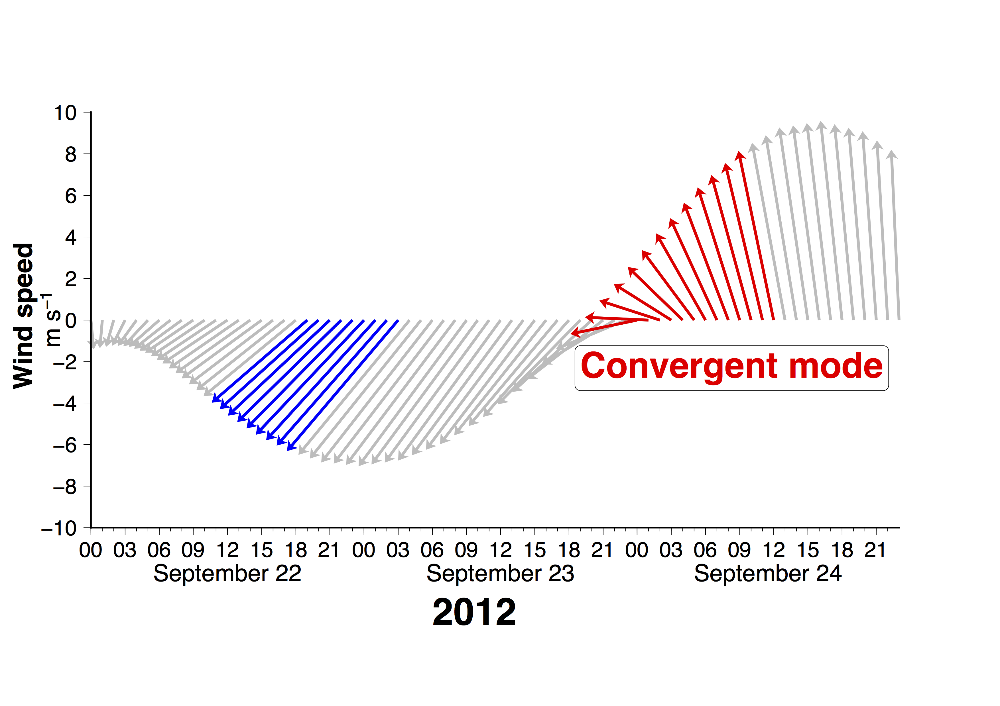 10
8
6
4
2
0
−2
−4
−6
−8
−10
Wind speed
m s−1
Convergent mode
00 03 06 09 12 15 18 21 00 03 06 09 12 15 18 21 00 03 06 09 12 15 18 21
September 22 September 23 September 24
2012